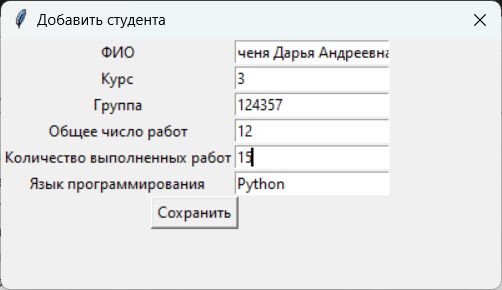 Добавить студента
ФИО ченя Дарья Андреевна
Курс 3
Группа 124357
Общее число работ 12
Количество выполненных работ 15
Язык программирования Python
Сохранить